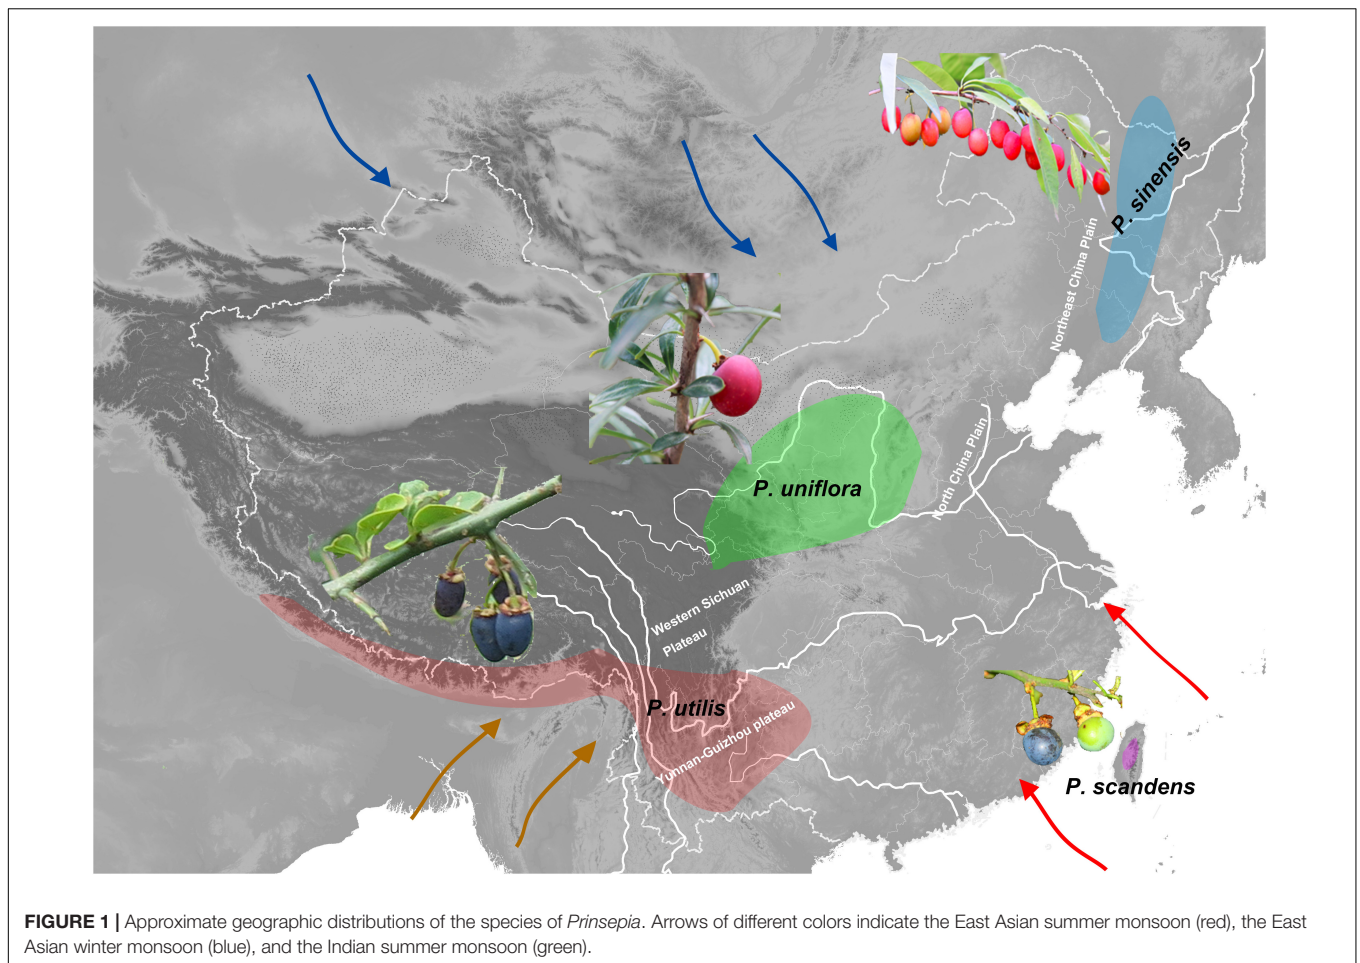 P. sinensis
Northeast China Plain
North China Plain
P. uniflora
Western Sichuan
Plateau
P. utilis
Yunnan-Guizhou plateau
P. scandens
FIGURE 1 | Approximate geographic distributions of the species of Prinsepia. Arrows of different colors indicate the East Asian summer monsoon (red), the East
Asian winter monsoon (blue), and the Indian summer monsoon (green).